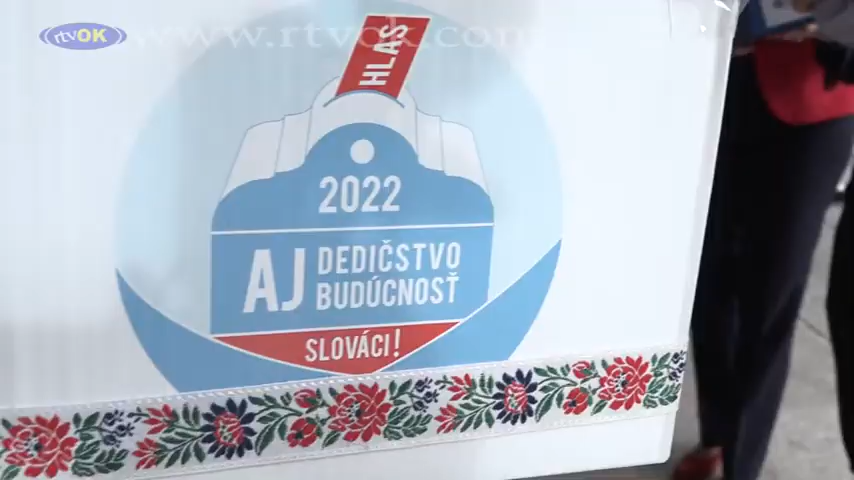 rtvOK
www.rtvok.com
HLAS
2022
AJ DEDIČSTVO
BUDÚCNOSŤ
SLOVÁCI!